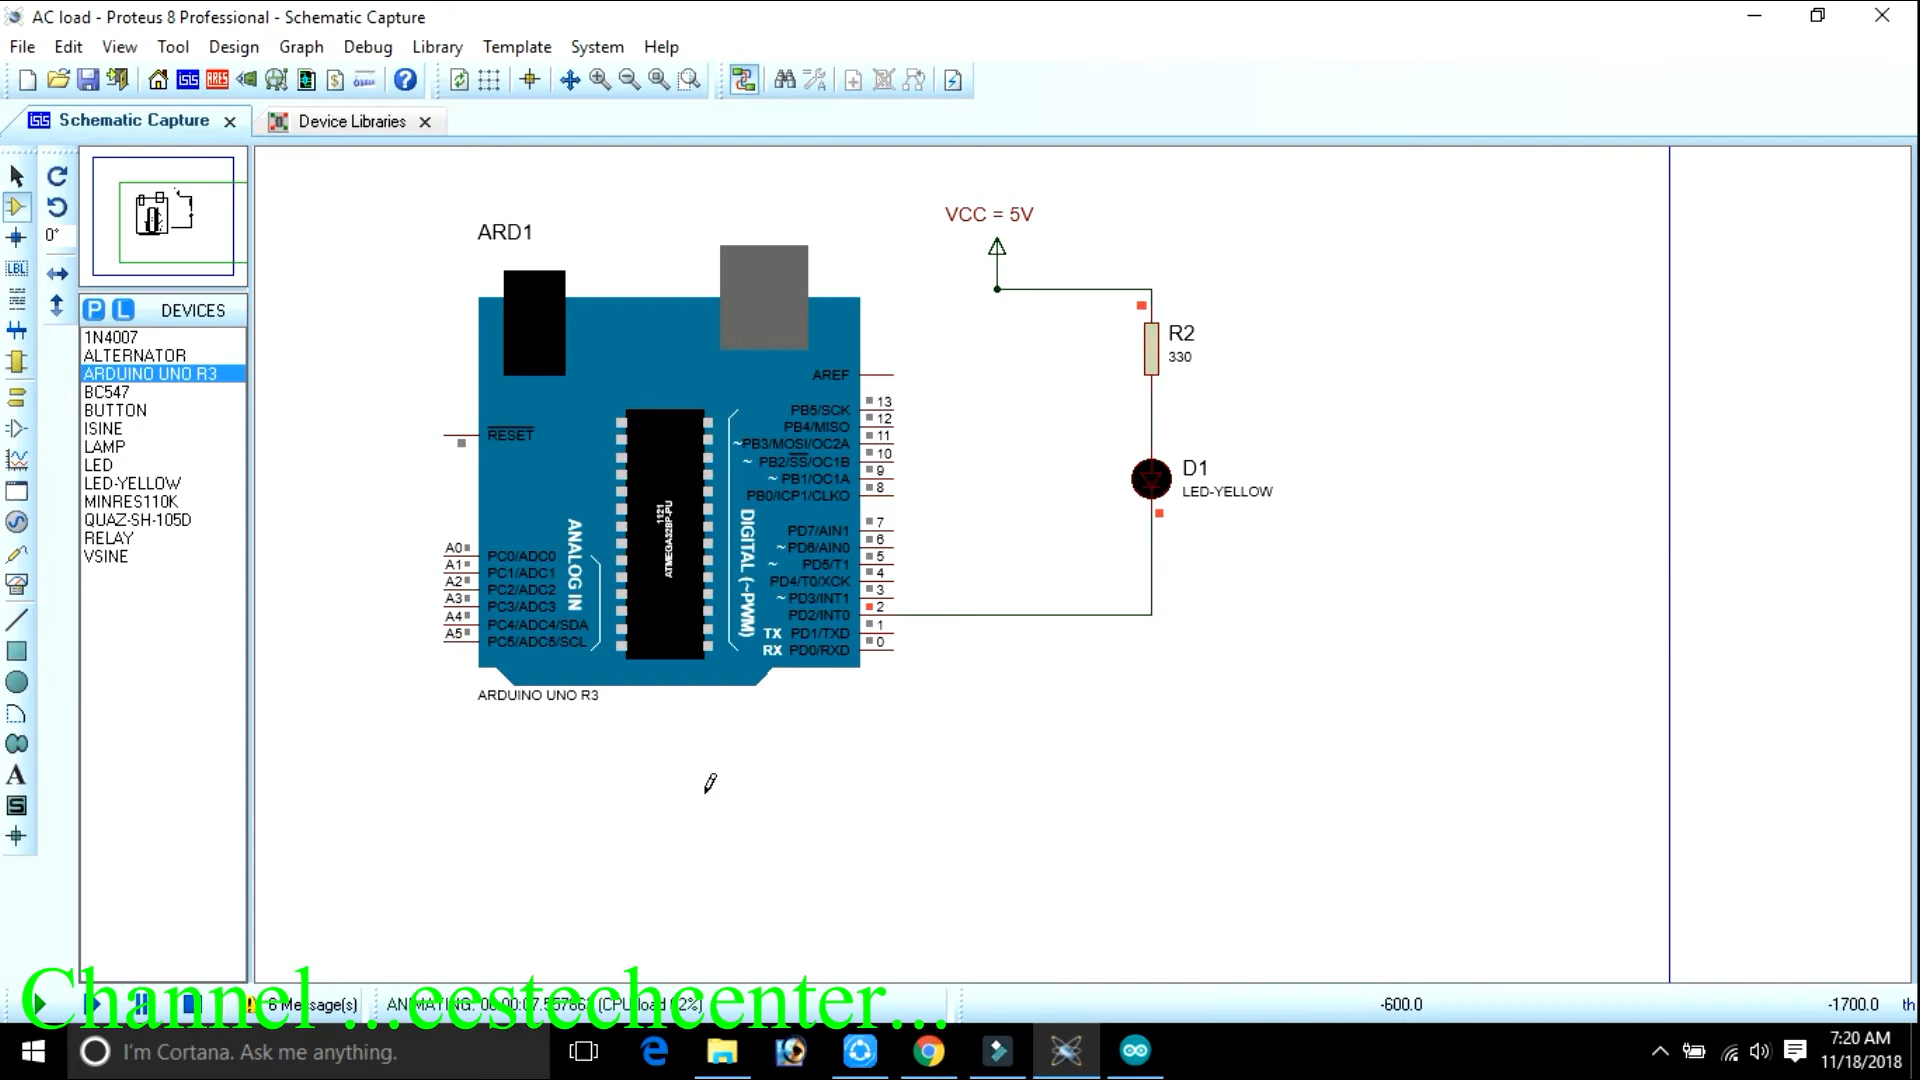 AC load - Proteus 8 Professional - Schematic Capture
File Edit View Tool Design Graph Debug Library Template System Help
Schematic Capture
Device Libraries
0°
LBL
P L DEVICES
1N4007
ALTERNATOR
ARDUINO UNO R3
BC547
BUTTON
ISINE
LAMP
LED
LED-YELLOW
MINRES110K
QUAZ-SH-105D
RELAY
VSINE
ARD1
AREF
RESET
PB5/SCK 13
PB4/MISO 12
~PB3/MOSI/OC2A 11
~ PB2/SS/OC1B 10
~ PB1/OC1A 9
PB0/ICP1/CLKO 8
PD7/AIN1 7
~PD6/AIN0 6
~ PD5/T1 5
PD4/T0/XCK 4
~PD3/INT1 3
PD2/INT0 2
TX PD1/TXD 1
RX PD0/RXD 0
A0 PC0/ADC0
A1 PC1/ADC1
A2 PC2/ADC2
A3 PC3/ADC3
A4 PC4/ADC4/SDA
A5 PC5/ADC5/SCL
ANALOG IN
1121
ATMEGA328P-PU
DIGITAL (~PWM)
ARDUINO UNO R3
VCC = 5V
R2
330
D1
LED-YELLOW
6 Message(s)
-600.0
-1700.0
th
Channel ...eestechcenter...
I'm Cortana. Ask me anything.
7:20 AM
11/18/2018